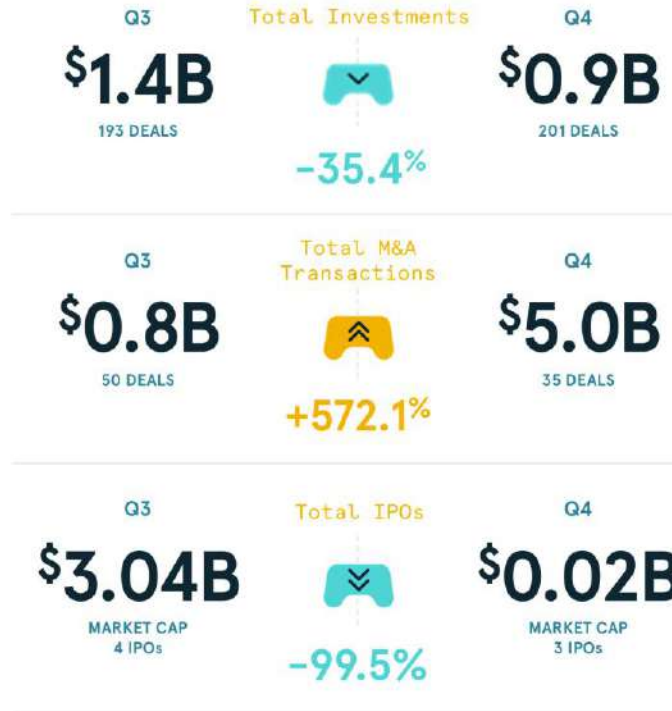 Q3 Total Investments Q4
$1.4B $0.9B
193 DEALS 201 DEALS
-35.4%
Total M&A
Q3 Transactions Q4
$0.8B $5.0B
50 DEALS 35 DEALS
+572.1%
Q3 Total IPOs Q4
$3.04B $0.02B
MARKET CAP MARKET CAP
4 IPOs 3 IPOs
-99.5%